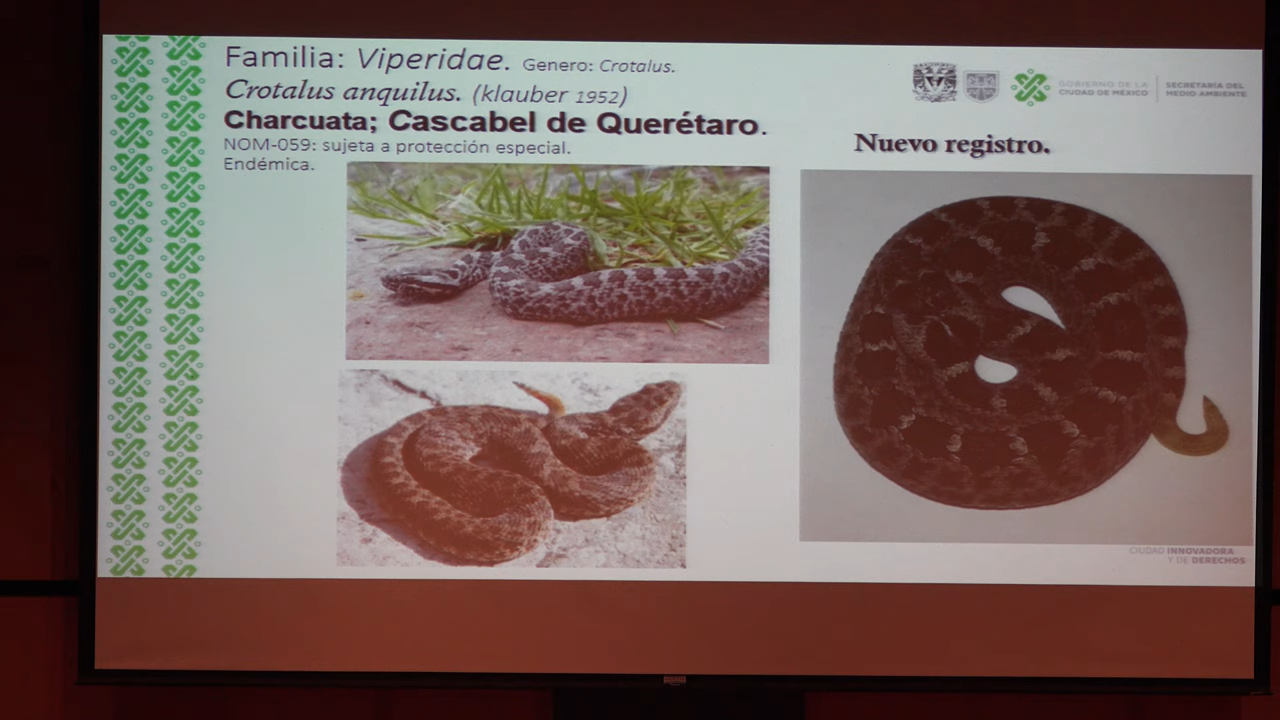 Familia: Viperidae. Genero: Crotalus.
Crotalus anquilus. (klauber 1952)
Charcuata; Cascabel de Querétaro.
NOM-059: sujeta a protección especial.
Endémica.
GOBIERNO DE LA
CIUDAD DE MÉXICO
SECRETARÍA DEL
MEDIO AMBIENTE
Nuevo registro.
CIUDAD INNOVADORA
Y DE DERECHOS